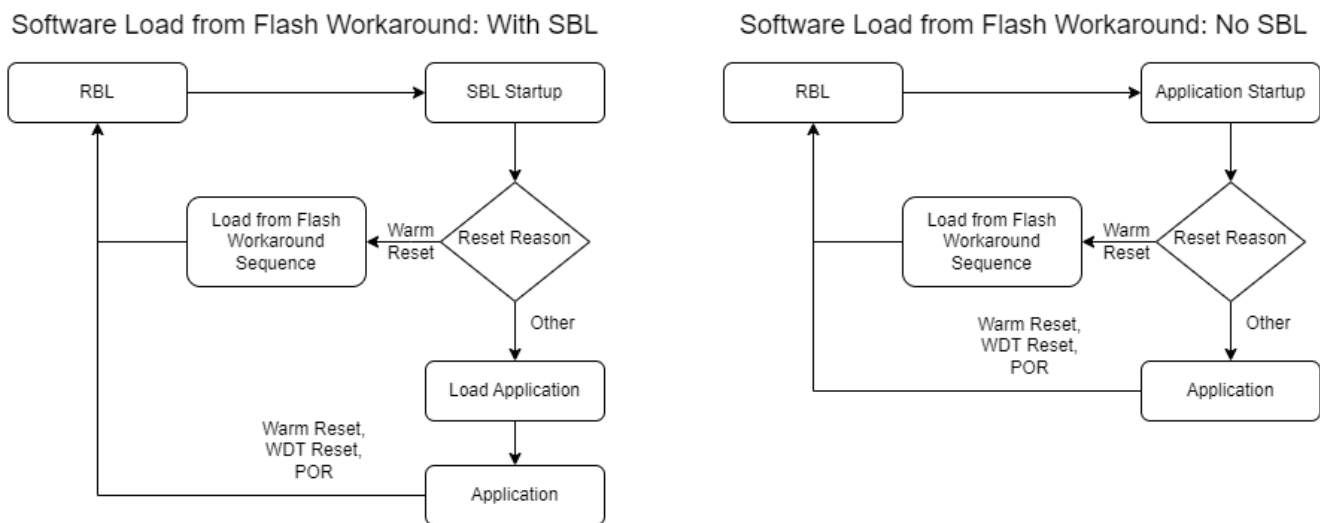 Software Load from Flash Workaround: With SBL
RBL
SBL Startup
Load from Flash
Workaround
Sequence
Warm
Reset
Reset Reason
Other
Load Application
Warm Reset,
WDT Reset,
POR
Application
Software Load from Flash Workaround: No SBL
RBL
Application Startup
Load from Flash
Workaround
Sequence
Warm
Reset
Reset Reason
Other
Warm Reset,
WDT Reset,
POR
Application